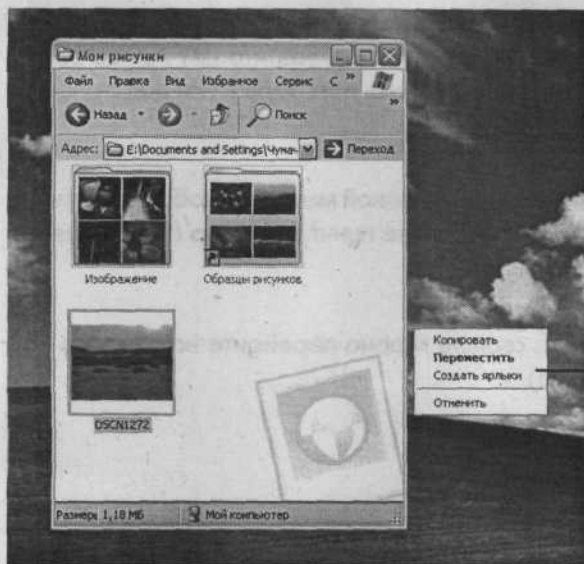 Мои рисунки
Файл Правка Вид Избранное Сервис С »
Назад Поиск »
Адрес: E:\Documents and Settings\Чума Переход
Изображение Образцы рисунков
DSCN1272
Копировать
Переместить
Создать ярлыки
Отменить
Размер: 1,18 МБ Мой компьютер